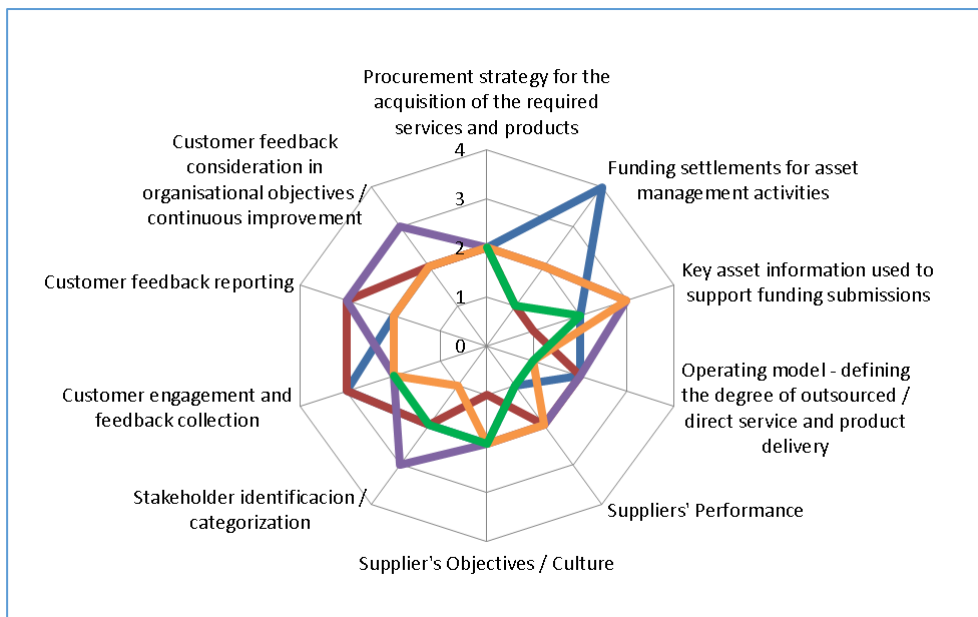 Procurement strategy for the
acquisition of the required
services and products
Customer feedback
consideration in
organisational objectives /
continuous improvement
4
3
2
1
0
Funding settlements for asset
management activities
Key asset information used to
support funding submissions
Operating model - defining
the degree of outsourced /
direct service and product
delivery
Suppliers' Performance
Supplier's Objectives / Culture
Stakeholder identificacion /
categorization
Customer engagement and
feedback collection
Customer feedback reporting